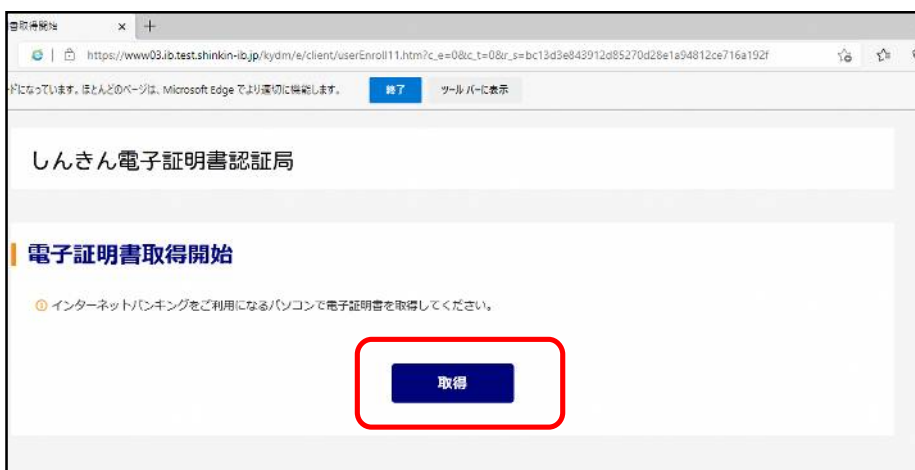 書取得開始 × +
https://www03.ib.test.shinkin-ib.jp/kydm/e/client/userEnroll11.htm?c_e=0&c_t=0&r_s=bc13d3e843912d85270d28e1a94812ce716a192f
ードになっています。ほとんどのページは、Microsoft Edge でより適切に機能します。 終了 ツール バーに表示
しんきん電子証明書認証局
電子証明書取得開始
インターネットバンキングをご利用になるパソコンで電子証明書を取得してください。
取得